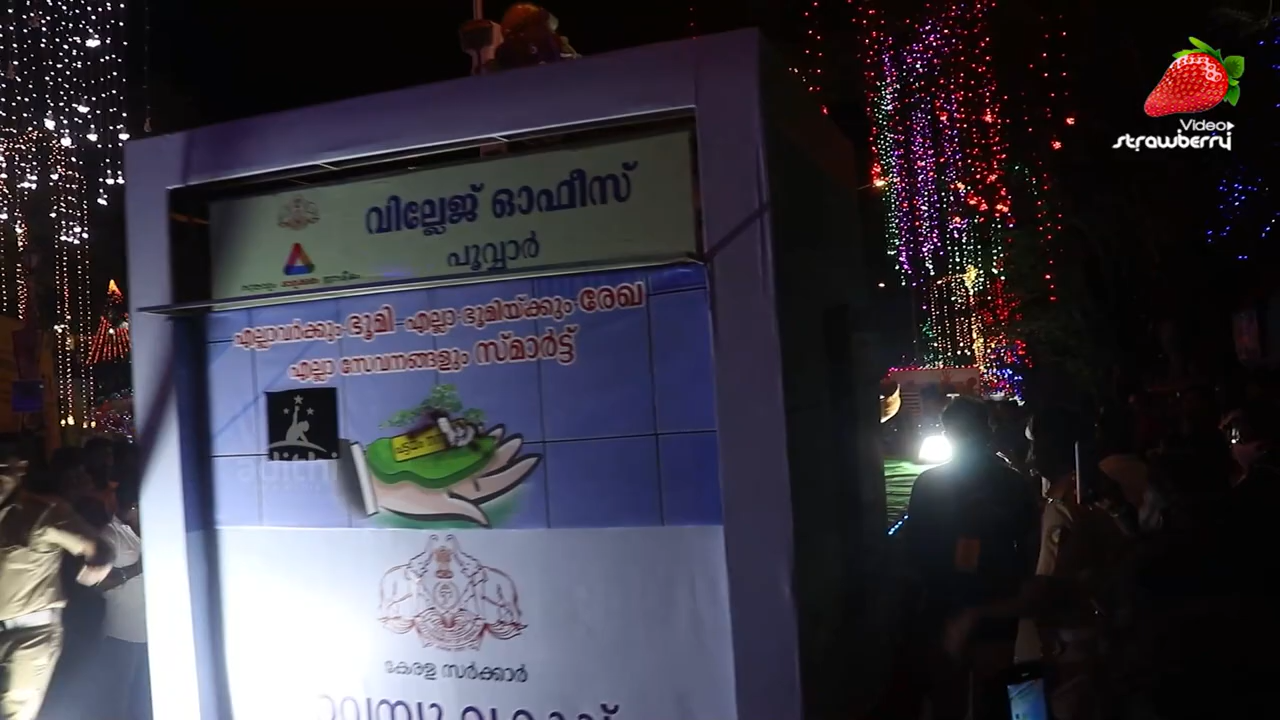 വില്ലേജ് ഓഫീസ്
പൂവ്വാർ
എല്ലാവർക്കും ഭൂമി എല്ലാ ഭൂമിയ്ക്കും രേഖ
എല്ലാ സേവനങ്ങളും സ്മാർട്ട്
കേരള സർക്കാർ
Video
strawberry